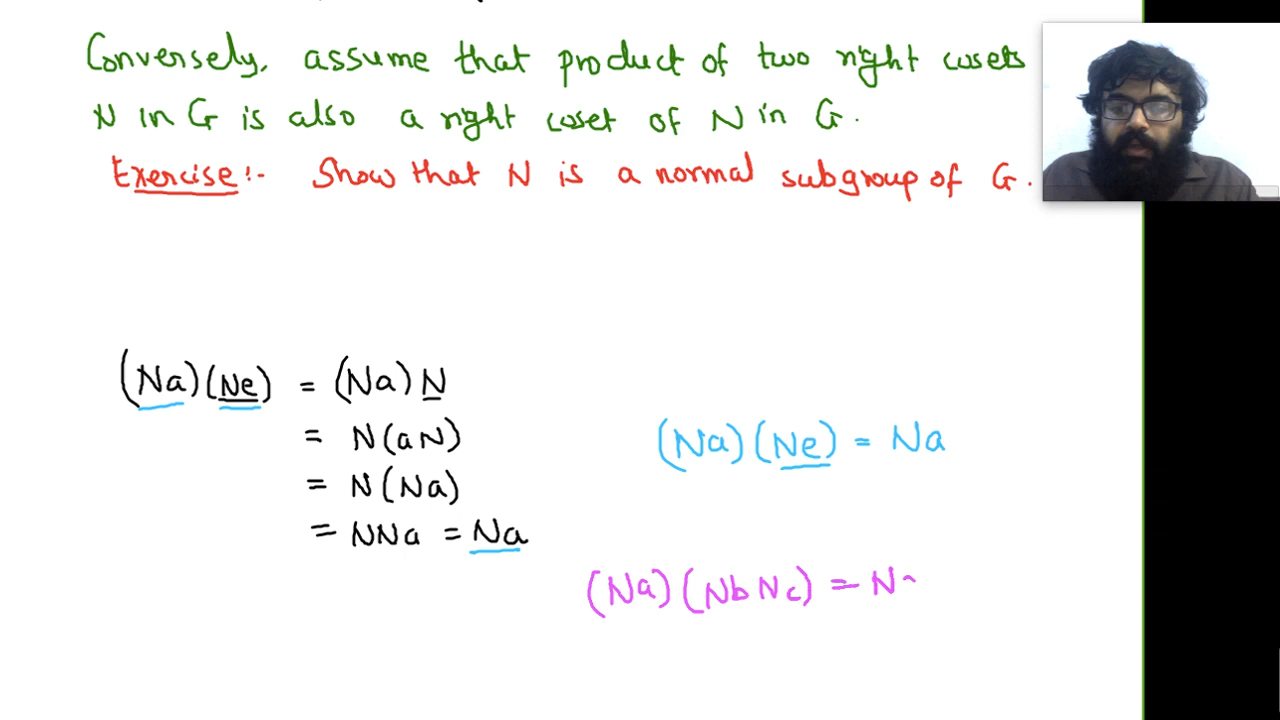 Conversely, assume that product of two right cosets
N in G is also a right coset of N in G.
Exercise:- Show that N is a normal subgroup of G.
(Na)(Ne) = (Na)N
= N(aN)
= N(Na)
= NNa = Na
(Na)(Ne) = Na
(Na)(NbNc) = N